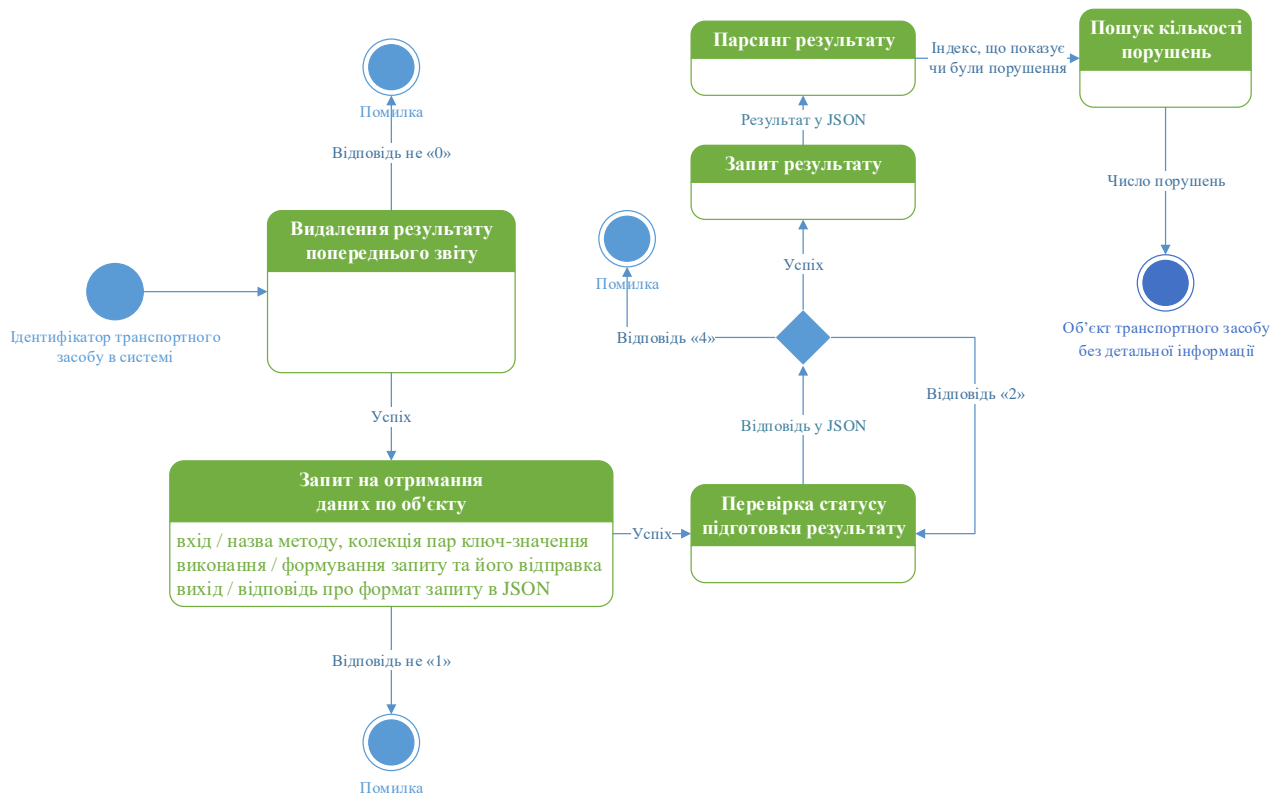 Помилка
Відповідь не «0»
Видалення результату
попереднього звіту
Ідентифікатор транспортного
засобу в системі
Успіх
Запит на отримання
даних по об'єкту
вхід / назва методу, колекція пар ключ-значення
виконання / формування запиту та його відправка
вихід / відповідь про формат запиту в JSON
Відповідь не «1»
Помилка
Успіх
Перевірка статусу
підготовки результату
Відповідь у JSON
Відповідь «2»
Відповідь «4»
Помилка
Успіх
Запит результату
Результат у JSON
Парсинг результату
Індекс, що показує
чи були порушення
Пошук кількості
порушень
Число порушень
Об’єкт транспортного засобу
без детальної інформації